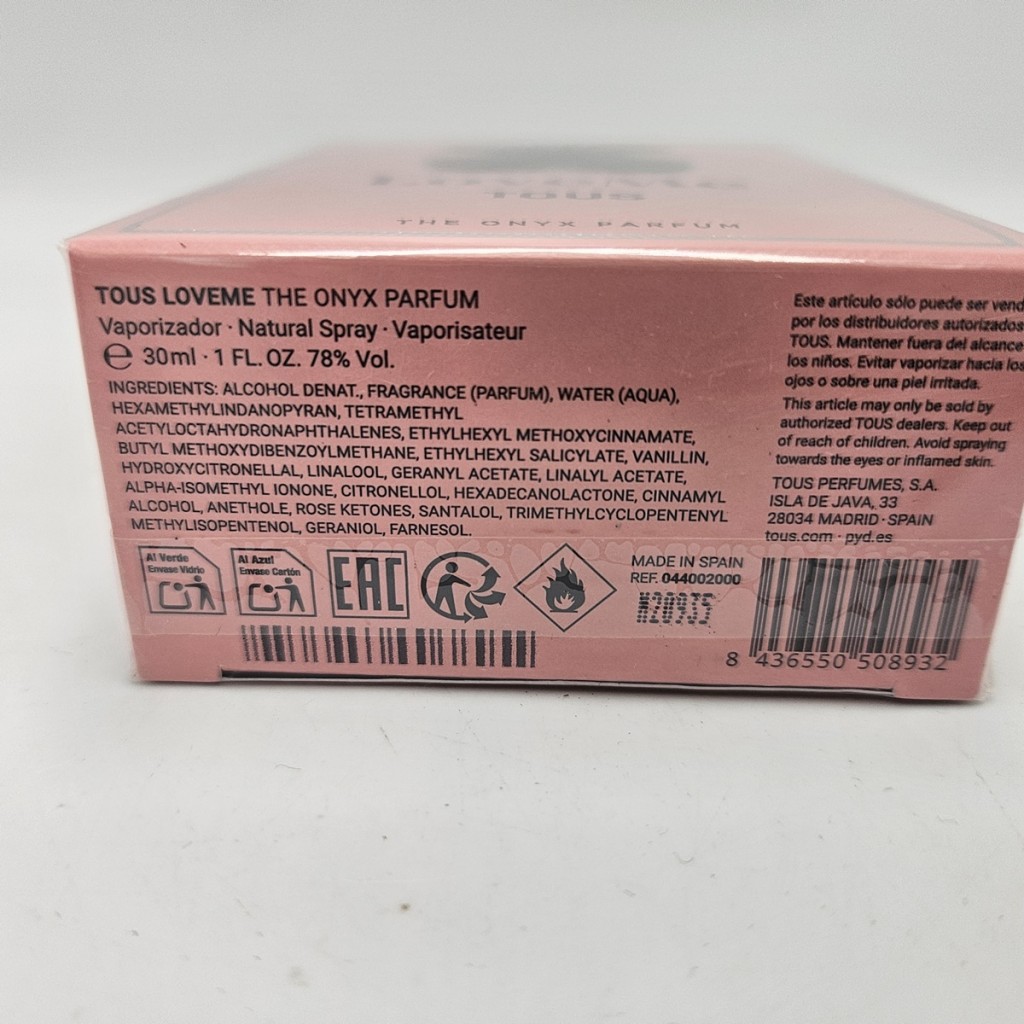 LoveMe
TOUS
THE ONYX PARFUM
TOUS LOVEME THE ONYX PARFUM
Vaporizador · Natural Spray · Vaporisateur
℮ 30ml · 1 FL. OZ. 78% Vol.
INGREDIENTS: ALCOHOL DENAT., FRAGRANCE (PARFUM), WATER (AQUA),
HEXAMETHYLINDANOPYRAN, TETRAMETHYL
ACETYLOCTAHYDRONAPHTHALENES, ETHYLHEXYL METHOXYCINNAMATE,
BUTYL METHOXYDIBENZOYLMETHANE, ETHYLHEXYL SALICYLATE, VANILLIN,
HYDROXYCITRONELLAL, LINALOOL, GERANYL ACETATE, LINALYL ACETATE,
ALPHA-ISOMETHYL IONONE, CITRONELLOL, HEXADECANOLACTONE, CINNAMYL
ALCOHOL, ANETHOLE, ROSE KETONES, SANTALOL, TRIMETHYLCYCLOPENTENYL
METHYLISOPENTENOL, GERANIOL, FARNESOL.
Este artículo sólo puede ser vend
por los distribuidores autorizados
TOUS. Mantener fuera del alcance
los niños. Evitar vaporizar hacia los
ojos o sobre una piel irritada.
This article may only be sold by
authorized TOUS dealers. Keep out
of reach of children. Avoid spraying
towards the eyes or inflamed skin.
TOUS PERFUMES, S.A.
ISLA DE JAVA, 33
28034 MADRID · SPAIN
tous.com · pyd.es
Al Verde
Envase Vidrio
Al Azul
Envase Cartón
EAC
MADE IN SPAIN
REF. 044002000
8 436550 508932